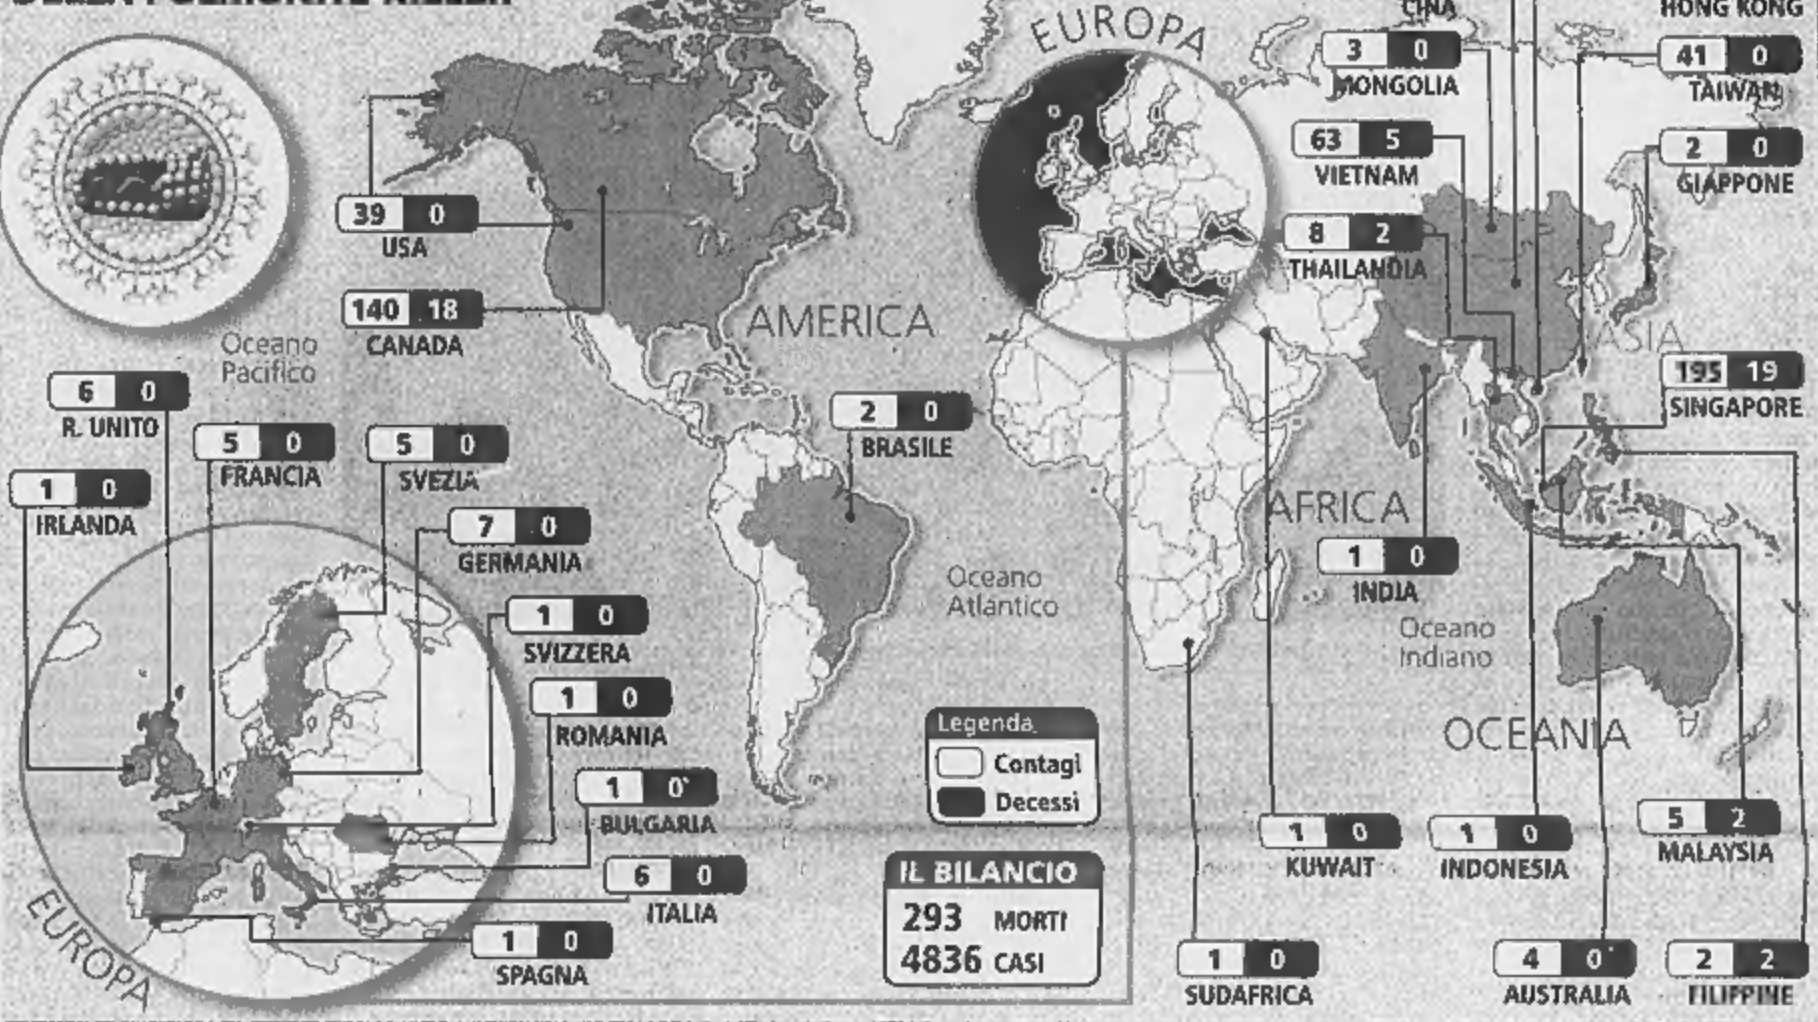 CINA
HONG KONG
EUROPA
3 0
MONGOLIA
41 0
TAIWAN
63 5
VIETNAM
2 0
GIAPPONE
39 0
USA
8 2
THAILANDIA
140 18
CANADA
AMERICA
Oceano
Pacifico
ASIA
195 19
SINGAPORE
6 0
R. UNITO
5 0
FRANCIA
5 0
SVEZIA
2 0
BRASILE
1 0
IRLANDA
7 0
GERMANIA
AFRICA
1 0
INDIA
Oceano
Atlantico
1 0
SVIZZERA
Oceano
Indiano
1 0
ROMANIA
OCEANIA
Legenda
Contagi
Decessi
1 0
BULGARIA
1 0
KUWAIT
1 0
INDONESIA
5 2
MALAYSIA
6 0
ITALIA
IL BILANCIO
293 MORTI
4836 CASI
EUROPA
1 0
SPAGNA
1 0
SUDAFRICA
4 0
AUSTRALIA
2 2
FILIPPINE